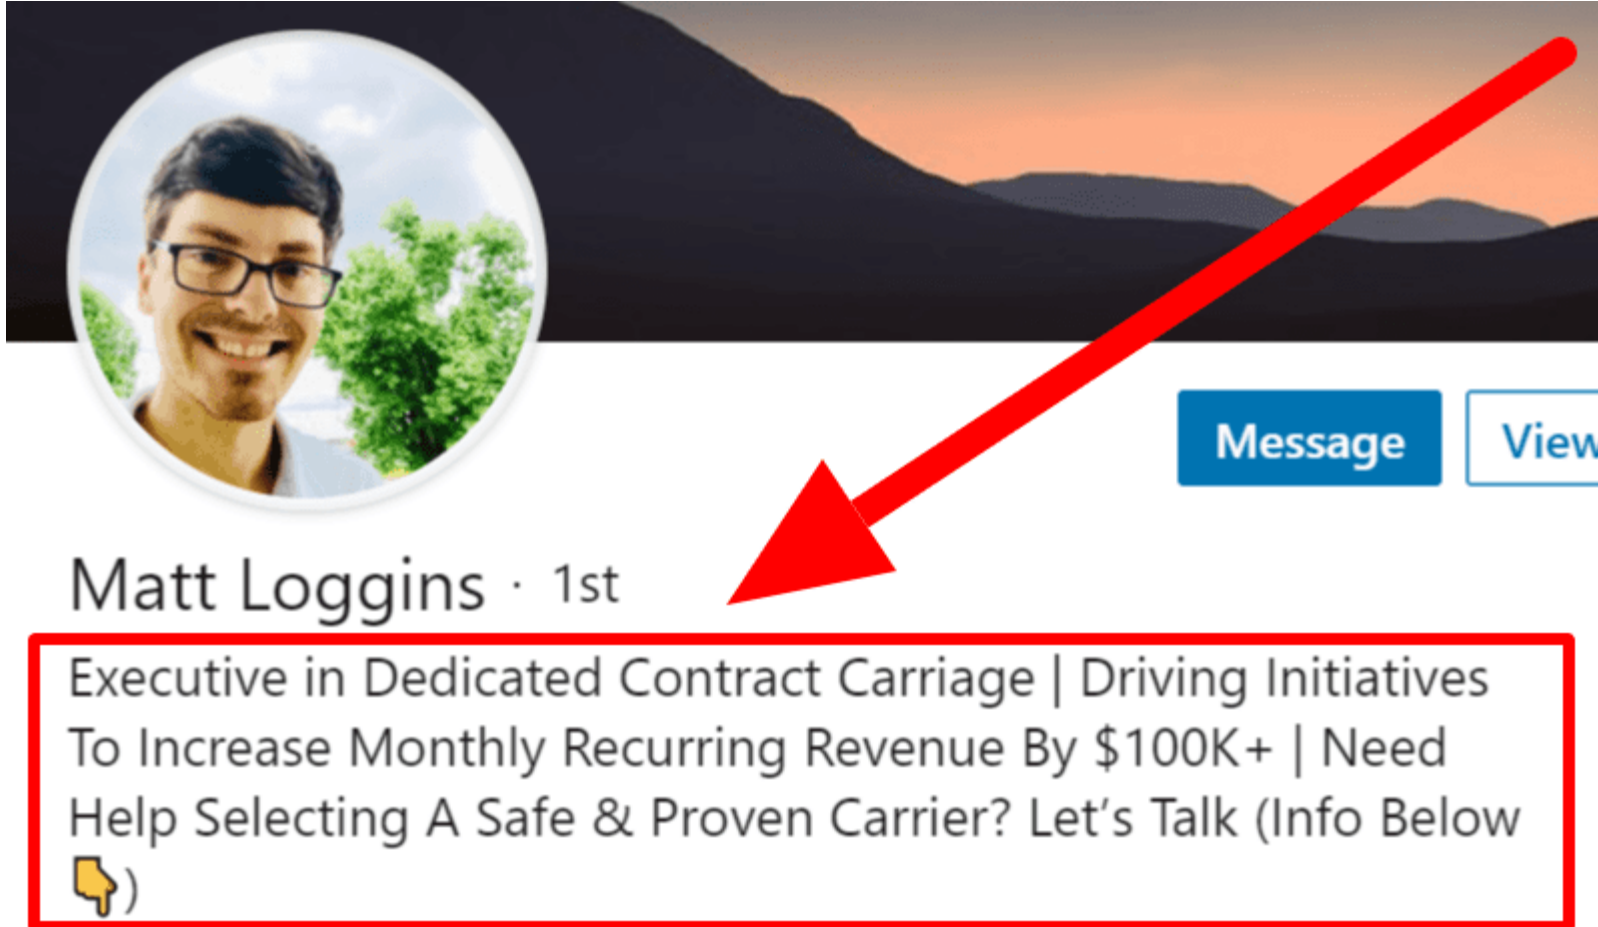 Message
View
Matt Loggins · 1st
Executive in Dedicated Contract Carriage | Driving Initiatives
To Increase Monthly Recurring Revenue By $100K+ | Need
Help Selecting A Safe & Proven Carrier? Let's Talk (Info Below
👇)